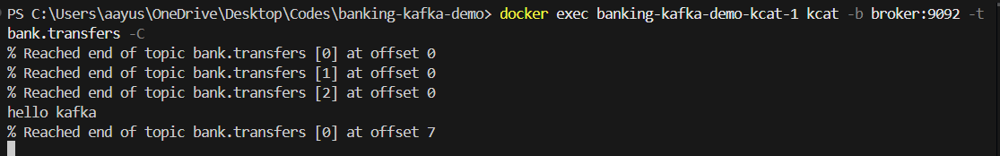 PS C:\Users\aayus\OneDrive\Desktop\Codes\banking-kafka-demo> docker exec banking-kafka-demo-kcat-1 kcat -b broker:9092 -t
bank.transfers -C
% Reached end of topic bank.transfers [0] at offset 0
% Reached end of topic bank.transfers [1] at offset 0
% Reached end of topic bank.transfers [2] at offset 0
hello kafka
% Reached end of topic bank.transfers [0] at offset 7